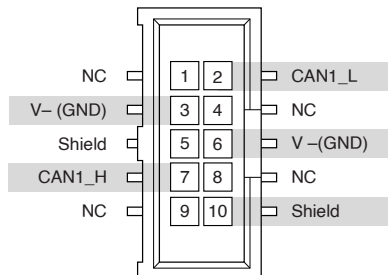 NC 1 2 CAN1_L
V– (GND) 3 4 NC
Shield 5 6 V –(GND)
CAN1_H 7 8 NC
NC 9 10 Shield